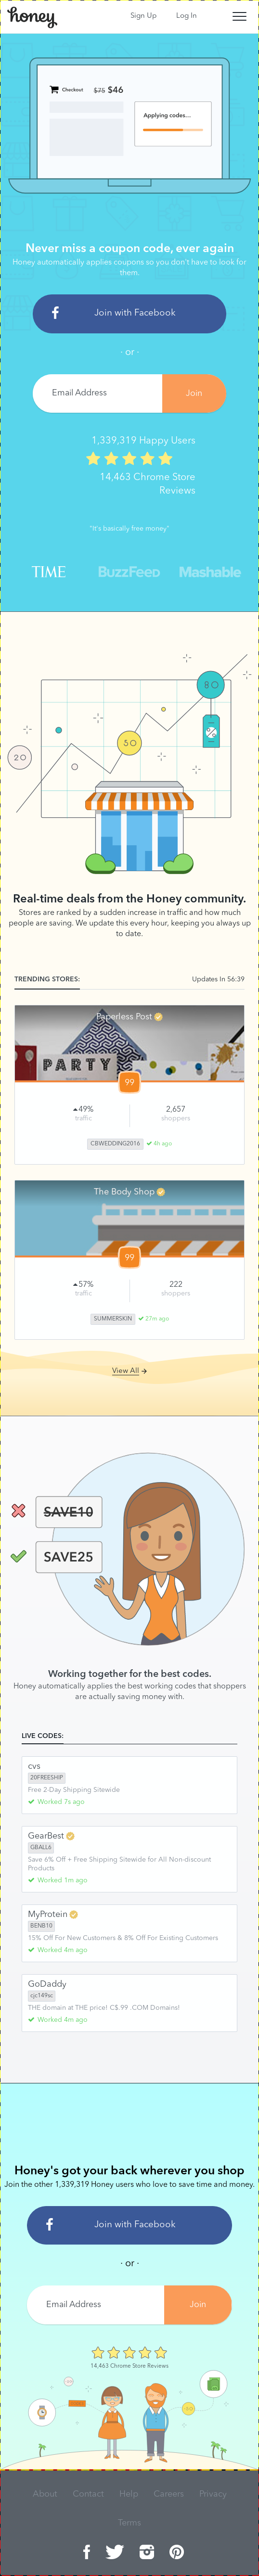 honey
Sign Up
Log In
Checkout $75 $46
Applying codes...
Never miss a coupon code, ever again
Honey automatically applies coupons so you don't have to look for
them.
Join with Facebook
· or ·
Email Address
Join
1,339,319 Happy Users
14,463 Chrome Store
Reviews
"It's basically free money"
TIME
BuzzFeed
Mashable
80
50
20
Real-time deals from the Honey community.
Stores are ranked by a sudden increase in traffic and how much
people are saving. We update this every hour, keeping you always up
to date.
TRENDING STORES:
Updates In 56:39
Paperless Post
PARTY
99
49%
traffic
2,657
shoppers
CBWEDDING2016
4h ago
The Body Shop
99
57%
traffic
222
shoppers
SUMMERSKIN
27m ago
View All
SAVE10
SAVE25
Working together for the best codes.
Honey automatically applies the best working codes that shoppers
are actually saving money with.
LIVE CODES:
cvs
20FREESHIP
Free 2-Day Shipping Sitewide
Worked 7s ago
GearBest
GBALL6
Save 6% Off + Free Shipping Sitewide for All Non-discount
Products
Worked 1m ago
MyProtein
BENB10
15% Off For New Customers & 8% Off For Existing Customers
Worked 4m ago
GoDaddy
cjc149sc
THE domain at THE price! C$.99 .COM Domains!
Worked 4m ago
Honey's got your back wherever you shop
Join the other 1,339,319 Honey users who love to save time and money.
Join with Facebook
· or ·
Email Address
Join
14,463 Chrome Store Reviews
About
Contact
Help
Careers
Privacy
Terms